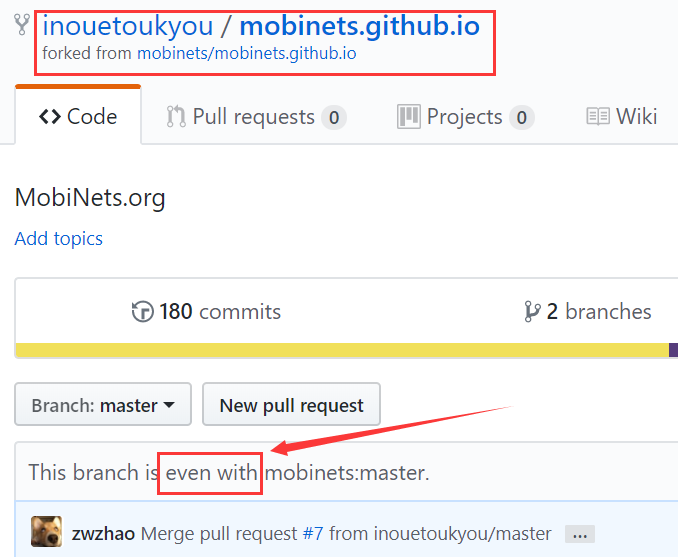 inouetoukyou / mobinets.github.io
forked from mobinets/mobinets.github.io
Code Pull requests 0 Projects 0 Wiki
MobiNets.org
Add topics
180 commits 2 branches
Branch: master New pull request
This branch is even with mobinets:master.
zwzhao Merge pull request #7 from inouetoukyou/master ...